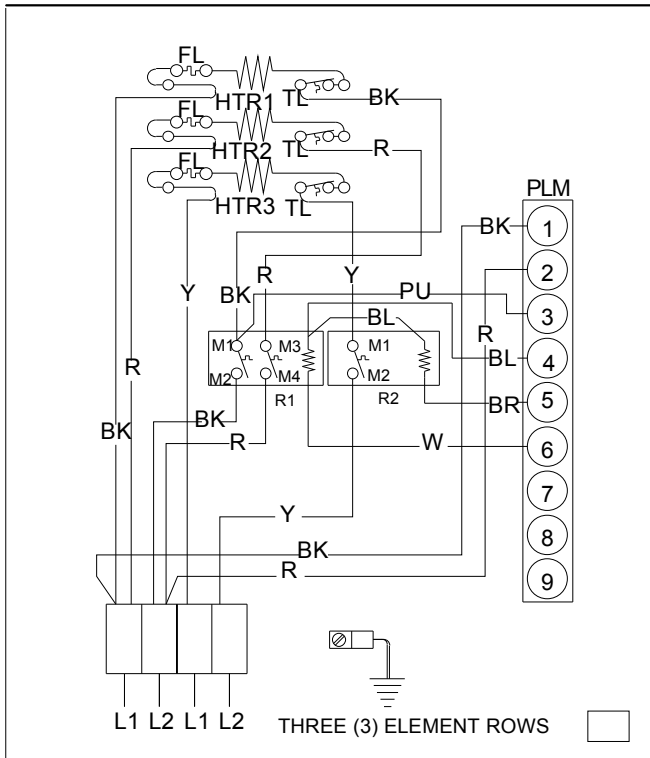 FL
HTR1 TL BK
FL
HTR2 TL R
FL
HTR3 TL
PLM
BK 1
2
Y BK R Y PU 3
R
BL
M1 M3 M1
BL 4
M2 M4 M2
R1 R2
R
BR 5
BK
BK
R W 6
7
Y
BK 8
R 9
L1 L2 L1 L2
THREE (3) ELEMENT ROWS